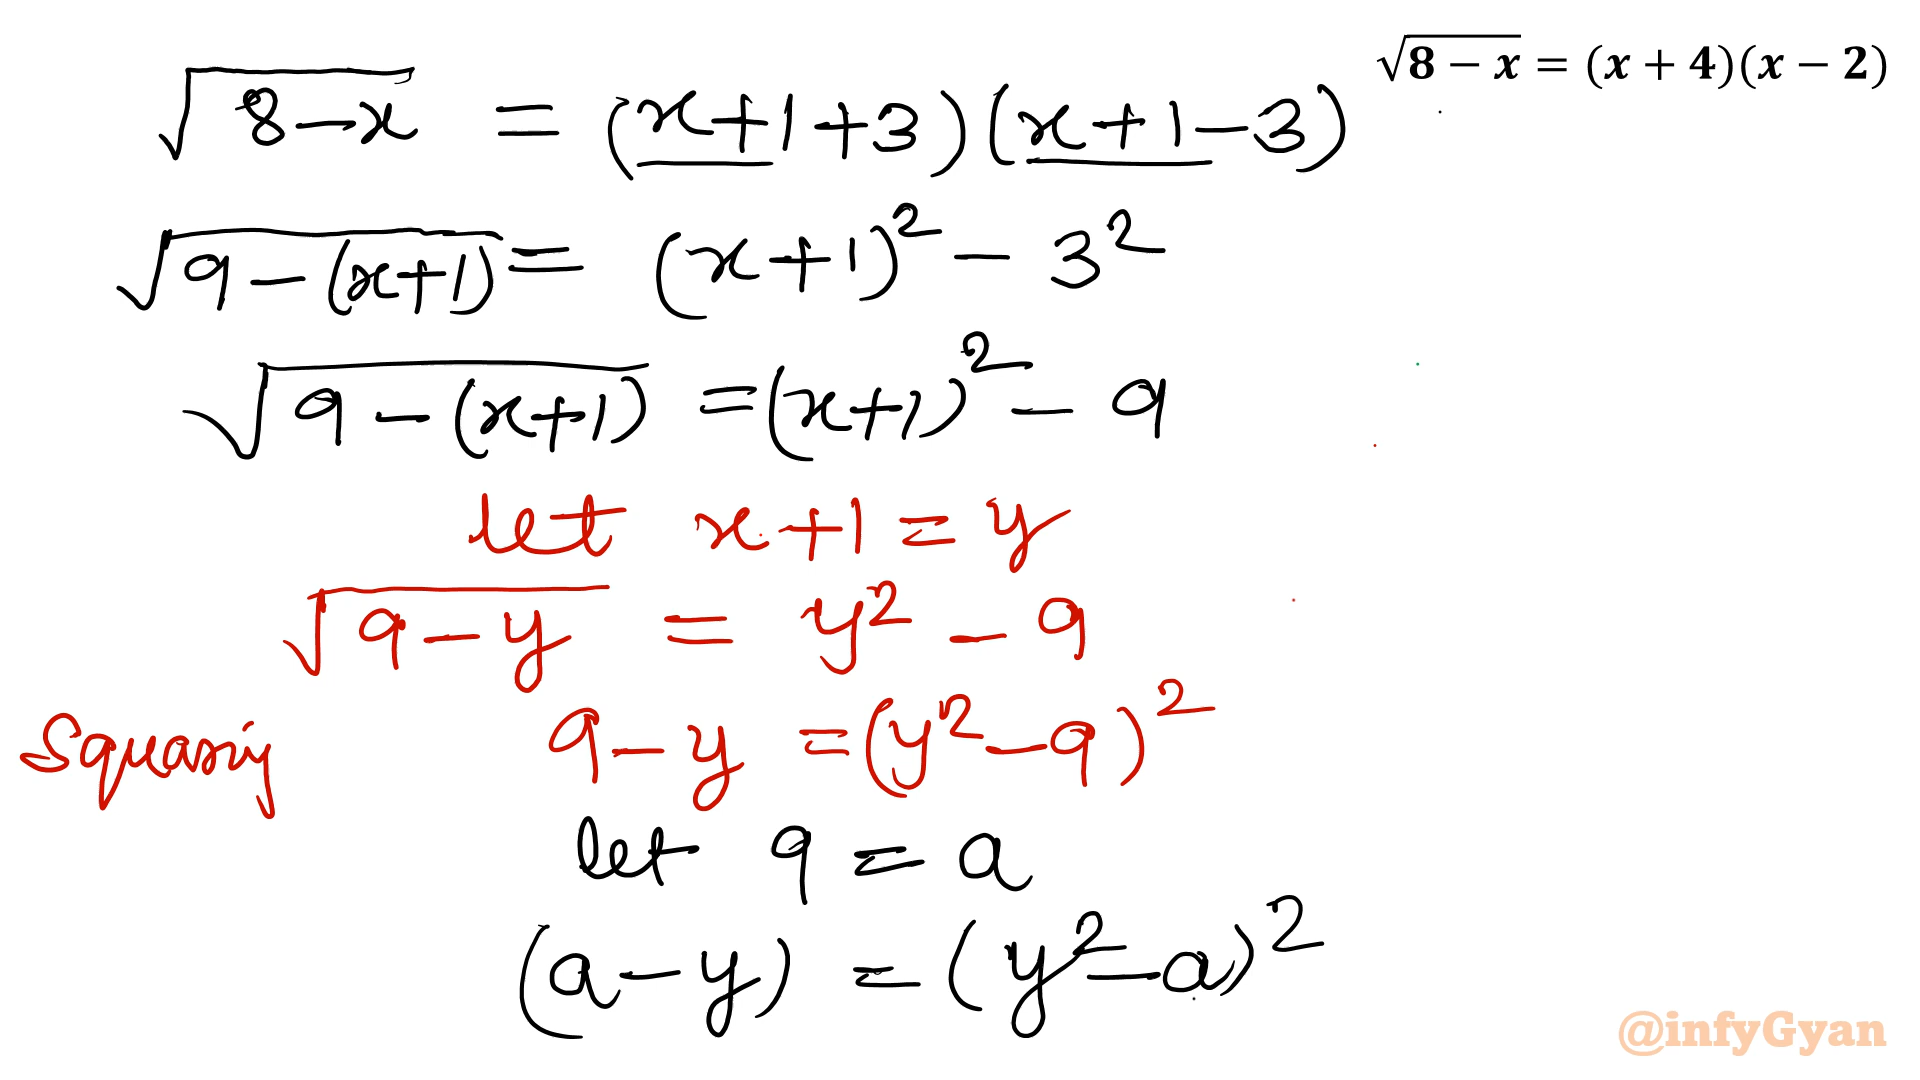 √(8 − x) = (x + 4)(x − 2)
√(8−x) = (x+1+3)(x+1−3)
√(9−(x+1)) = (x+1)² − 3²
√(9−(x+1)) = (x+1)² − 9
let x+1 = y
√(9−y) = y² − 9
Squaring 9−y = (y²−9)²
let 9 = a
(a−y) = (y²−a)²
@infyGyan